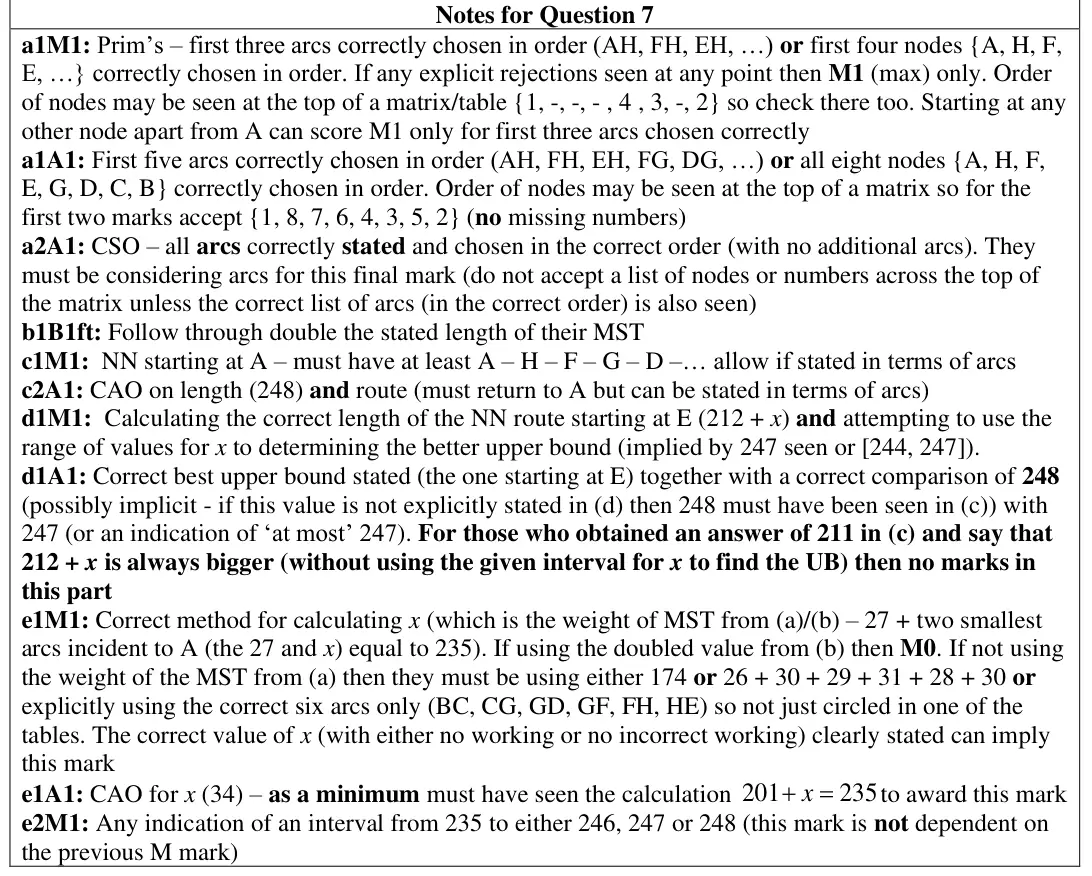 Notes for Question 7
a1M1: Prim's – first three arcs correctly chosen in order (AH, FH, EH, …) or first four nodes {A, H, F,
E, …} correctly chosen in order. If any explicit rejections seen at any point then M1 (max) only. Order
of nodes may be seen at the top of a matrix/table {1, -, -, - , 4 , 3, -, 2} so check there too. Starting at any
other node apart from A can score M1 only for first three arcs chosen correctly
a1A1: First five arcs correctly chosen in order (AH, FH, EH, FG, DG, …) or all eight nodes {A, H, F,
E, G, D, C, B} correctly chosen in order. Order of nodes may be seen at the top of a matrix so for the
first two marks accept {1, 8, 7, 6, 4, 3, 5, 2} (no missing numbers)
a2A1: CSO – all arcs correctly stated and chosen in the correct order (with no additional arcs). They
must be considering arcs for this final mark (do not accept a list of nodes or numbers across the top of
the matrix unless the correct list of arcs (in the correct order) is also seen)
b1B1ft: Follow through double the stated length of their MST
c1M1:  NN starting at A – must have at least A – H – F – G – D –… allow if stated in terms of arcs
c2A1: CAO on length (248) and route (must return to A but can be stated in terms of arcs)
d1M1:  Calculating the correct length of the NN route starting at E (212 + x) and attempting to use the
range of values for x to determining the better upper bound (implied by 247 seen or [244, 247]).
d1A1: Correct best upper bound stated (the one starting at E) together with a correct comparison of 248
(possibly implicit - if this value is not explicitly stated in (d) then 248 must have been seen in (c)) with
247 (or an indication of 'at most' 247). For those who obtained an answer of 211 in (c) and say that
212 + x is always bigger (without using the given interval for x to find the UB) then no marks in
this part
e1M1: Correct method for calculating x (which is the weight of MST from (a)/(b) – 27 + two smallest
arcs incident to A (the 27 and x) equal to 235). If using the doubled value from (b) then M0. If not using
the weight of the MST from (a) then they must be using either 174 or 26 + 30 + 29 + 31 + 28 + 30 or
explicitly using the correct six arcs only (BC, CG, GD, GF, FH, HE) so not just circled in one of the
tables. The correct value of x (with either no working or no incorrect working) clearly stated can imply
this mark
e1A1: CAO for x (34) – as a minimum must have seen the calculation 201 + x = 235 to award this mark
e2M1: Any indication of an interval from 235 to either 246, 247 or 248 (this mark is not dependent on
the previous M mark)